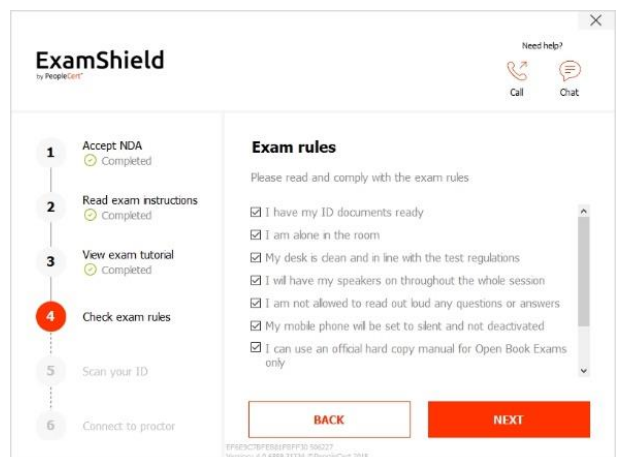 Need help?
ExamShield
by PeopleCert
Call
Chat
1
Accept NDA
Completed
2
Read exam instructions
Completed
3
View exam tutorial
Completed
4
Check exam rules
5
Scan your ID
6
Connect to proctor
Exam rules
Please read and comply with the exam rules
I have my ID documents ready
I am alone in the room
My desk is clean and in line with the test regulations
I will have my speakers on throughout the whole session
I am not allowed to read out loud any questions or answers
My mobile phone will be set to silent and not deactivated
I can use an official hard copy manual for Open Book Exams
only
BACK
NEXT